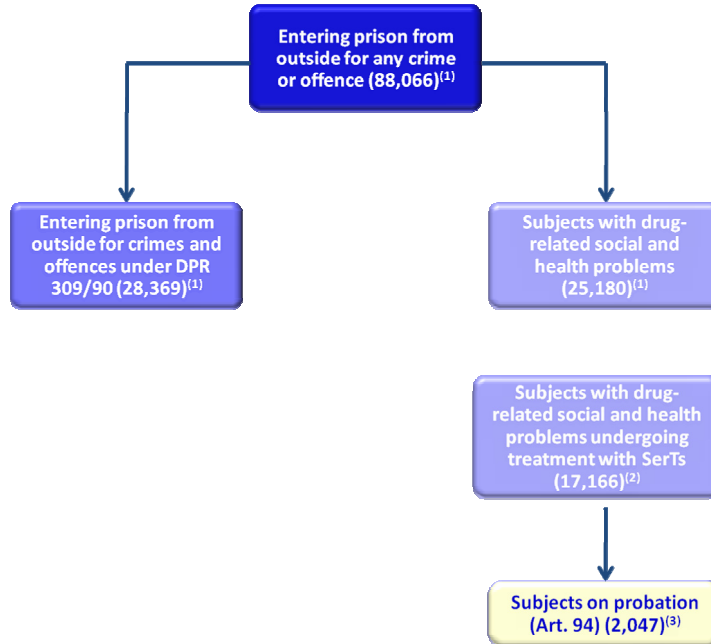 Entering prison from
outside for any crime
or offence (88,066)(1)
Entering prison from
outside for crimes and
offences under DPR
309/90 (28,369)(1)
Subjects with drug-
related social and
health problems
(25,180)(1)
Subjects with drug-
related social and health
problems undergoing
treatment with SerTs
(17,166)(2)
Subjects on probation
(Art. 94) (2,047)(3)